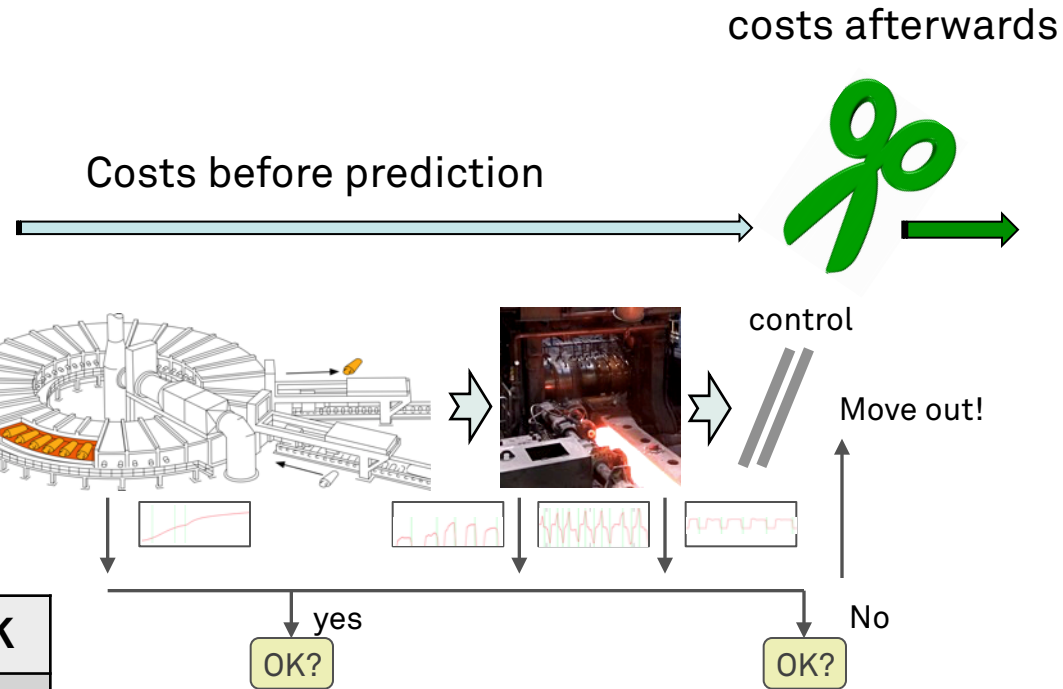 costs afterwards
Costs before prediction
control
Move out!
yes
No
OK?
OK?
K